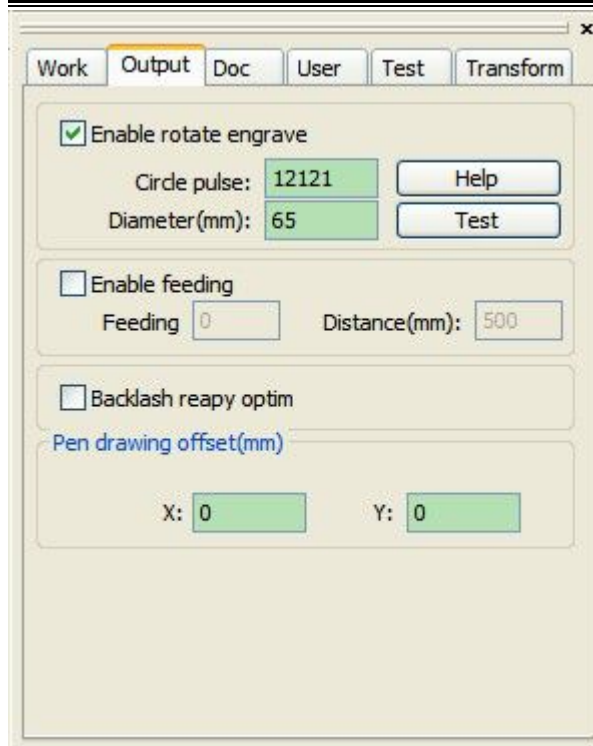 Work Output Doc User Test Transform
Enable rotate engrave
Circle pulse: 12121 Help
Diameter(mm): 65 Test
Enable feeding
Feeding 0 Distance(mm): 500
Backlash reapy optim
Pen drawing offset(mm)
X: 0 Y: 0